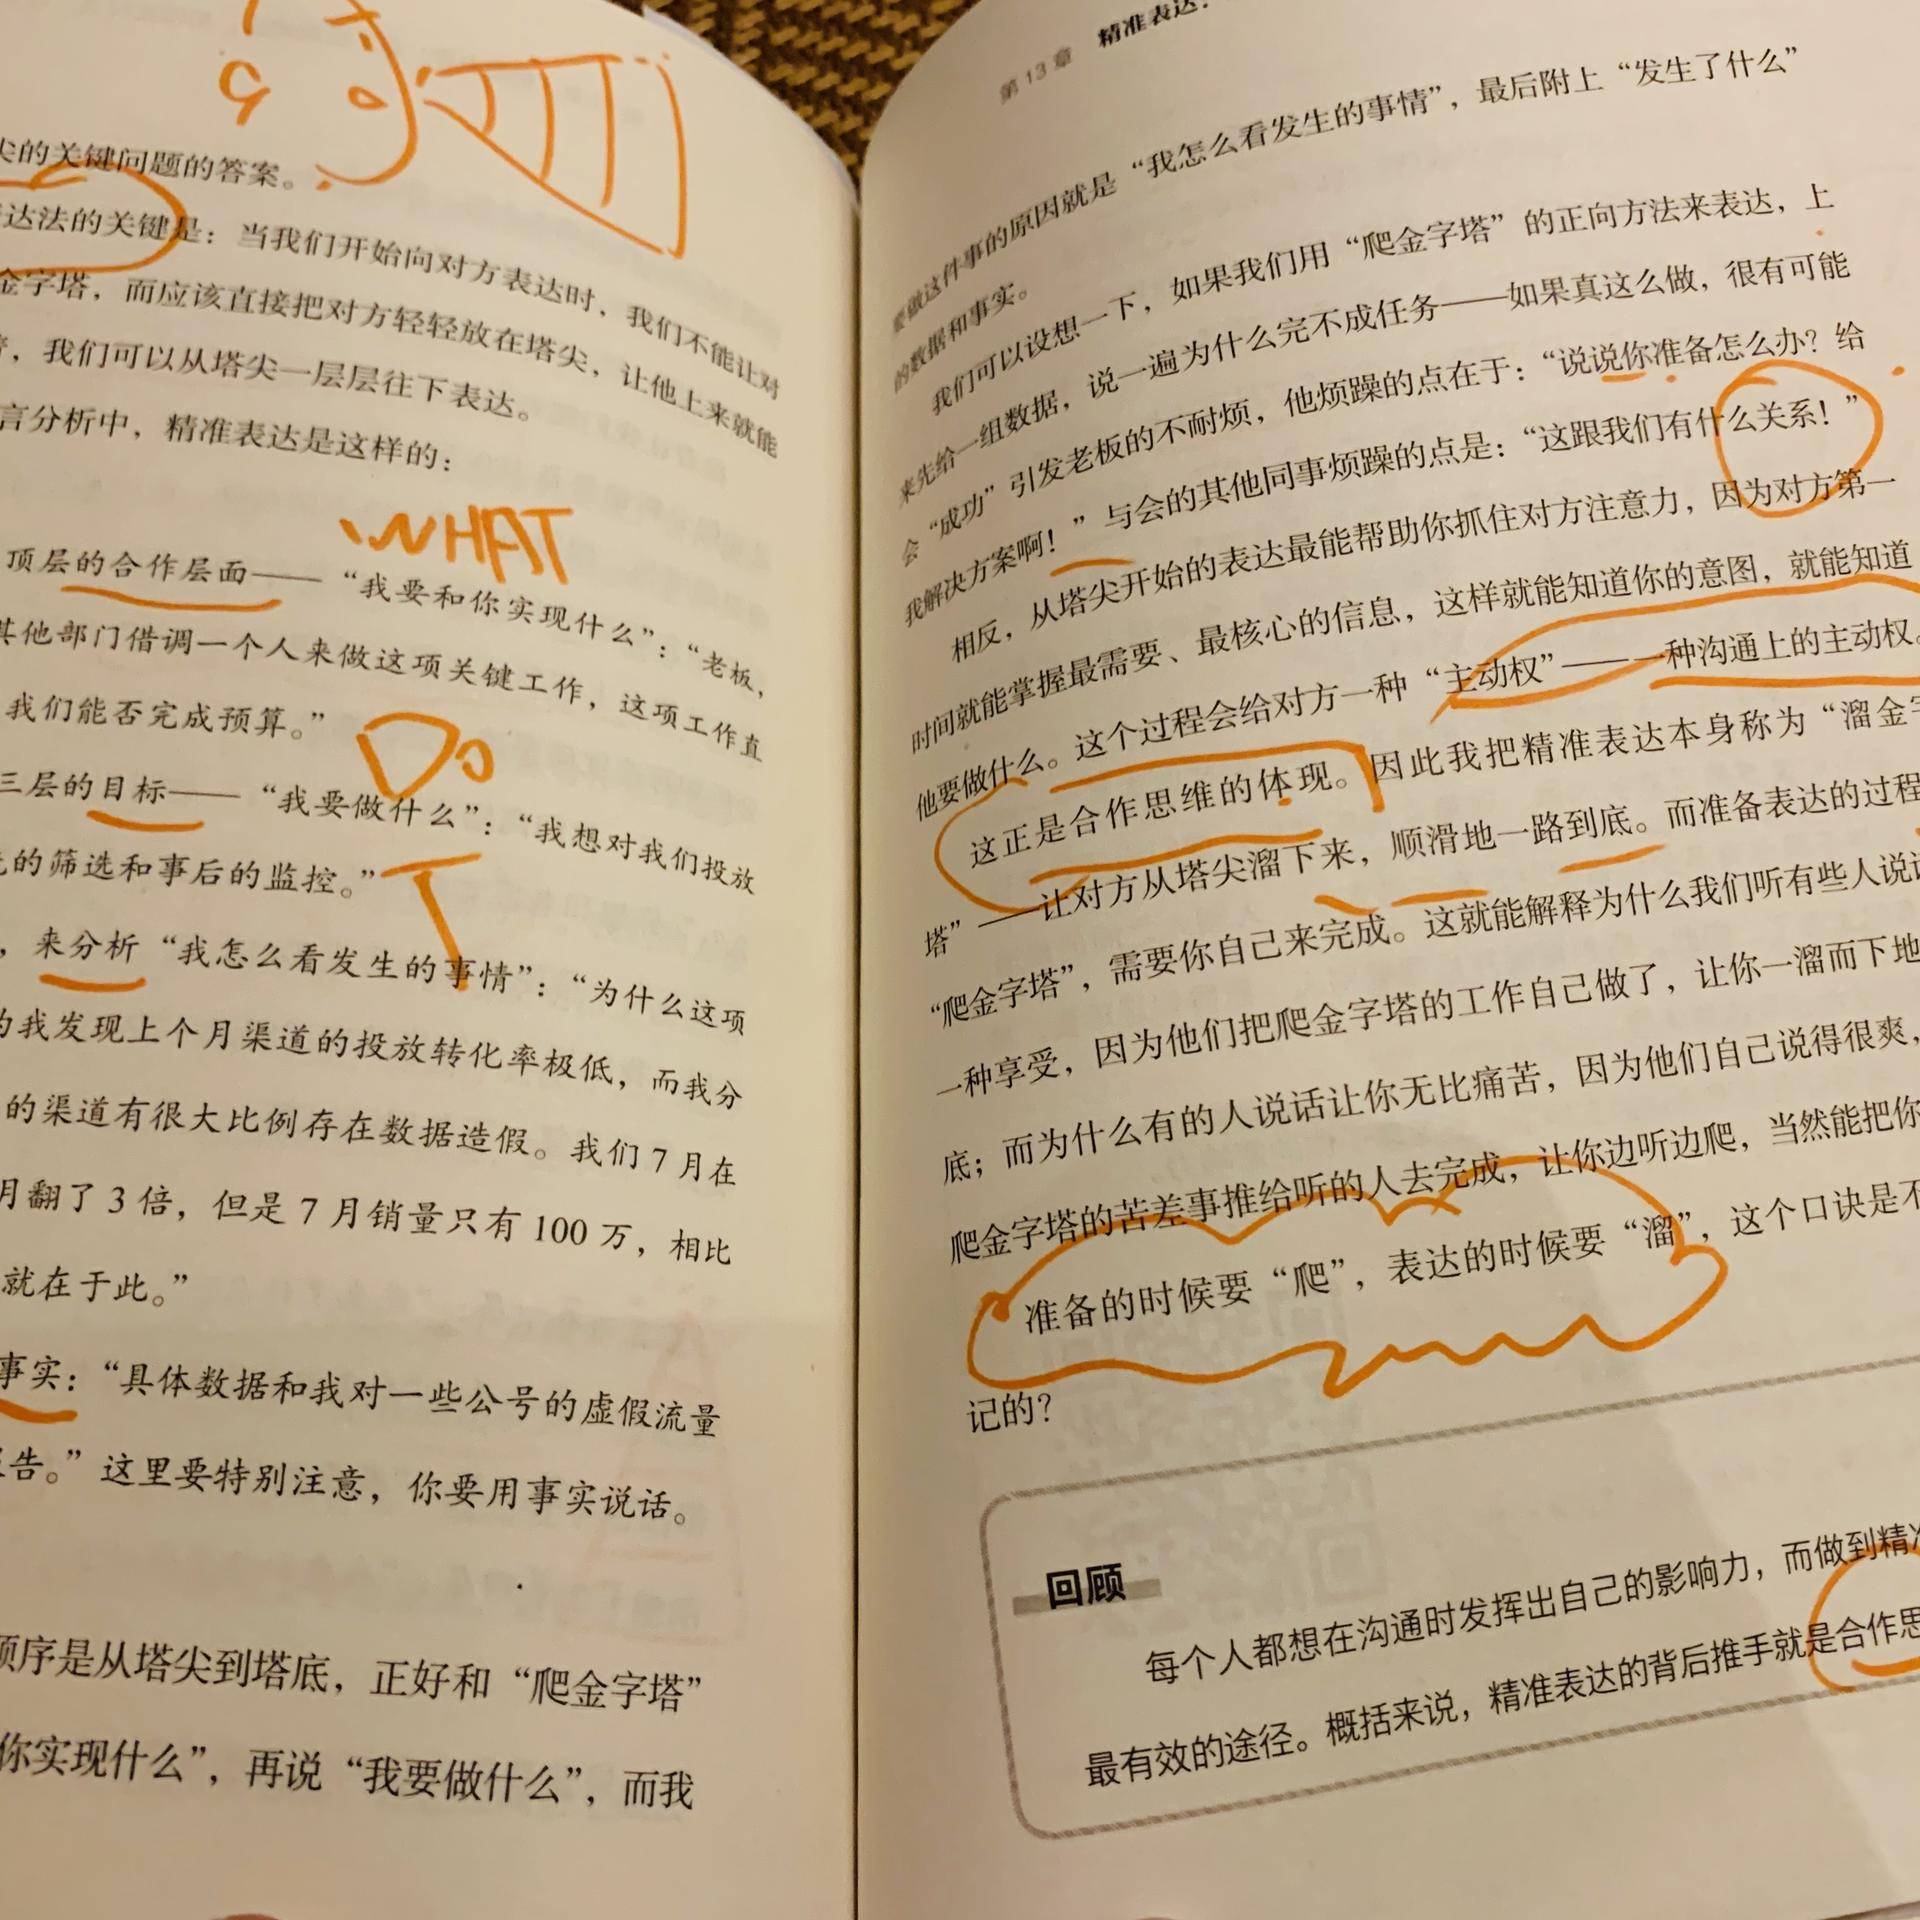 尖的关键问题的答案。
达法的关键是：当我们开始向对方表达时，我们不能让对
金字塔，而应该直接把对方轻轻放在塔尖，让他上来就能
，我们可以从塔尖一层层往下表达。
言分析中，精准表达是这样的：
WHAT
顶层的合作层面——“我要和你实现什么”：“老板，
其他部门借调一个人来做这项关键工作，这项工作直
我们能否完成预算。”
DO
三层的目标——“我要做什么”：“我想对我们投放
的筛选和事后的监控。”
，来分析“我怎么看发生的事情”：“为什么这项
为我发现上个月渠道的投放转化率极低，而我分
的渠道有很大比例存在数据造假。我们7月在
月翻了3倍，但是7月销量只有100万，相比
就在于此。”
事实：“具体数据和我对一些公号的虚假流量
告。”这里要特别注意，你要用事实说话。
顺序是从塔尖到塔底，正好和“爬金字塔”
你实现什么”，再说“我要做什么”，而我
第13章 精准表达：
要做这件事的原因就是“我怎么看发生的事情”，最后附上“发生了什么”
的数据和事实。
我们可以设想一下，如果我们用“爬金字塔”的正向方法来表达，上
来先给一组数据，说一遍为什么完不成任务——如果真这么做，很有可能
会“成功”引发老板的不耐烦，他烦躁的点在于：“说说你准备怎么办？给
我解决方案啊！”与会的其他同事烦躁的点是：“这跟我们有什么关系！”
相反，从塔尖开始的表达最能帮助你抓住对方注意力，因为对方第一
时间就能掌握最需要、最核心的信息，这样就能知道你的意图，就能知道
他要做什么。这个过程会给对方一种“主动权”——一种沟通上的主动权。
这正是合作思维的体现。因此我把精准表达本身称为“溜金字
塔”——让对方从塔尖溜下来，顺滑地一路到底。而准备表达的过程
“爬金字塔”，需要你自己来完成。这就能解释为什么我们听有些人说话
一种享受，因为他们把爬金字塔的工作自己做了，让你一溜而下地
底；而为什么有的人说话让你无比痛苦，因为他们自己说得很爽，
爬金字塔的苦差事推给听的人去完成，让你边听边爬，当然能把你
准备的时候要“爬”，表达的时候要“溜”，这个口诀是不
记的？
回顾
每个人都想在沟通时发挥出自己的影响力，而做到精准
最有效的途径。概括来说，精准表达的背后推手就是合作思